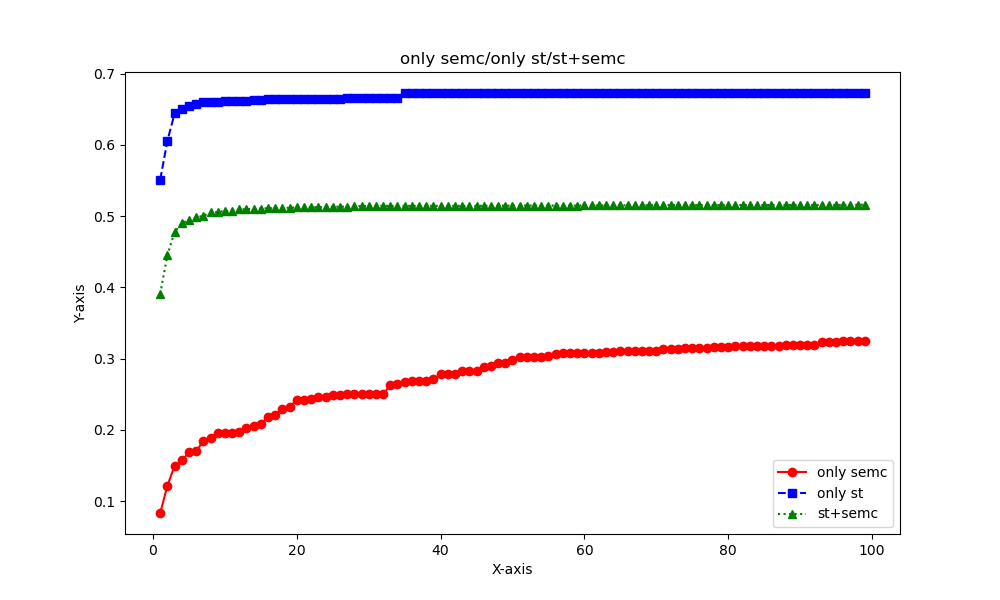 only semc/only st/st+semc
0.7
0.6
0.5
0.4
0.3
0.2
0.1
Y-axis
only semc
only st
st+semc
0 20 40 60 80 100
X-axis